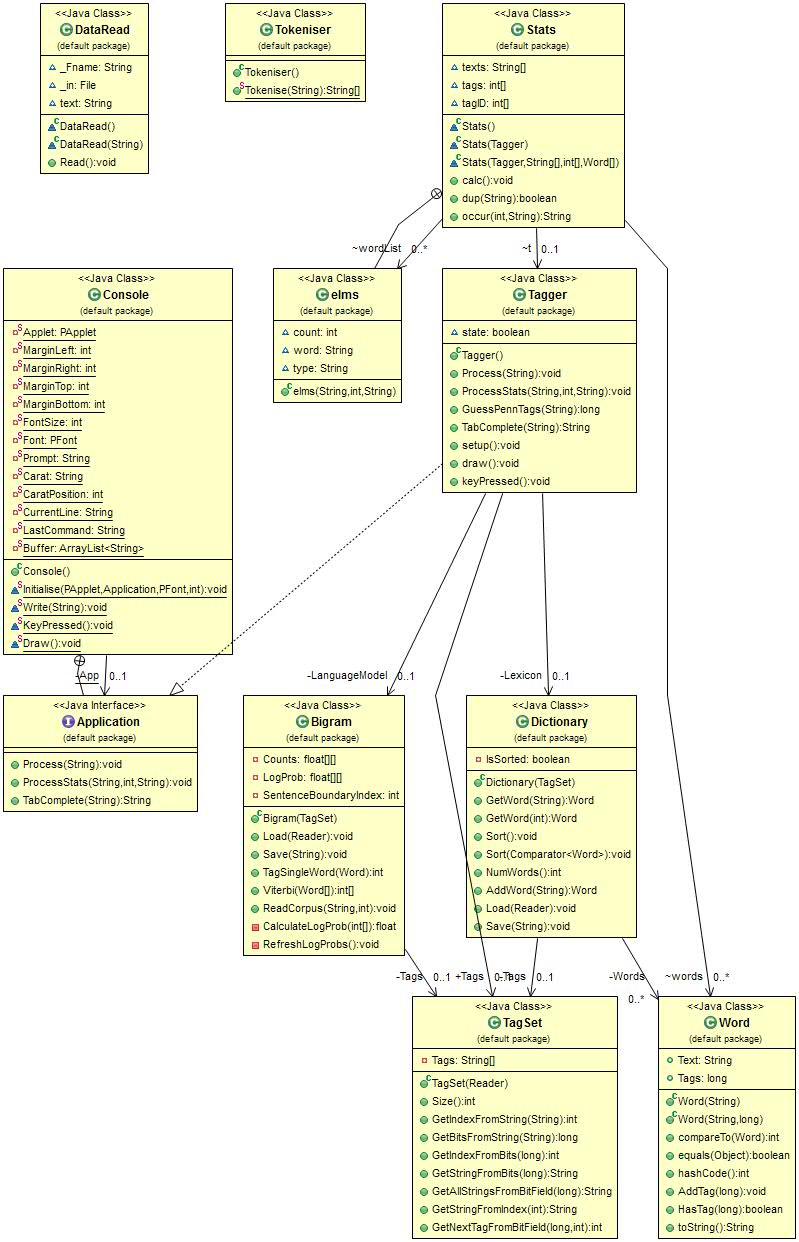 <<Java Class>>
DataRead
(default package)
_Fname: String
_in: File
text: String
DataRead()
DataRead(String)
Read():void
<<Java Class>>
Tokeniser
(default package)
Tokeniser()
Tokenise(String):String[]
<<Java Class>>
Stats
(default package)
texts: String[]
tags: int[]
tagID: int[]
Stats()
Stats(Tagger)
Stats(Tagger,String[],int[],Word[])
calc():void
dup(String):boolean
occur(int,String):String
~wordList 0..*
~t 0..1
<<Java Class>>
Console
(default package)
Applet: PApplet
MarginLeft: int
MarginRight: int
MarginTop: int
MarginBottom: int
FontSize: int
Font: PFont
Prompt: String
Carat: String
CaratPosition: int
CurrentLine: String
LastCommand: String
Buffer: ArrayList<String>
Console()
Initialise(PApplet,Application,PFont,int):void
Write(String):void
KeyPressed():void
Draw():void
<<Java Class>>
elms
(default package)
count: int
word: String
type: String
elms(String,int,String)
<<Java Class>>
Tagger
(default package)
state: boolean
Tagger()
Process(String):void
ProcessStats(String,int,String):void
GuessPennTags(String):long
TabComplete(String):String
setup():void
draw():void
keyPressed():void
-App 0..1
-LanguageModel 0..1
-Lexicon 0..1
<<Java Interface>>
Application
(default package)
Process(String):void
ProcessStats(String,int,String):void
TabComplete(String):String
<<Java Class>>
Bigram
(default package)
Counts: float[][]
LogProb: float[][]
SentenceBoundaryIndex: int
Bigram(TagSet)
Load(Reader):void
Save(String):void
TagSingleWord(Word):int
Viterbi(Word[]):int[]
ReadCorpus(String,int):void
CalculateLogProb(int[]):float
RefreshLogProbs():void
<<Java Class>>
Dictionary
(default package)
IsSorted: boolean
Dictionary(TagSet)
GetWord(String):Word
GetWord(int):Word
Sort():void
Sort(Comparator<Word>):void
NumWords():int
AddWord(String):Word
Load(Reader):void
Save(String):void
-Tags 0..1
+Tags 0..1
-Tags 0..1
-Words 0..*
~words 0..*
<<Java Class>>
TagSet
(default package)
Tags: String[]
TagSet(Reader)
Size():int
GetIndexFromString(String):int
GetBitsFromString(String):long
GetIndexFromBits(long):int
GetStringFromBits(long):String
GetAllStringsFromBitField(long):String
GetStringFromIndex(int):String
GetNextTagFromBitField(long,int):int
<<Java Class>>
Word
(default package)
Text: String
Tags: long
Word(String)
Word(String,long)
compareTo(Word):int
equals(Object):boolean
hashCode():int
AddTag(long):void
HasTag(long):boolean
toString():String